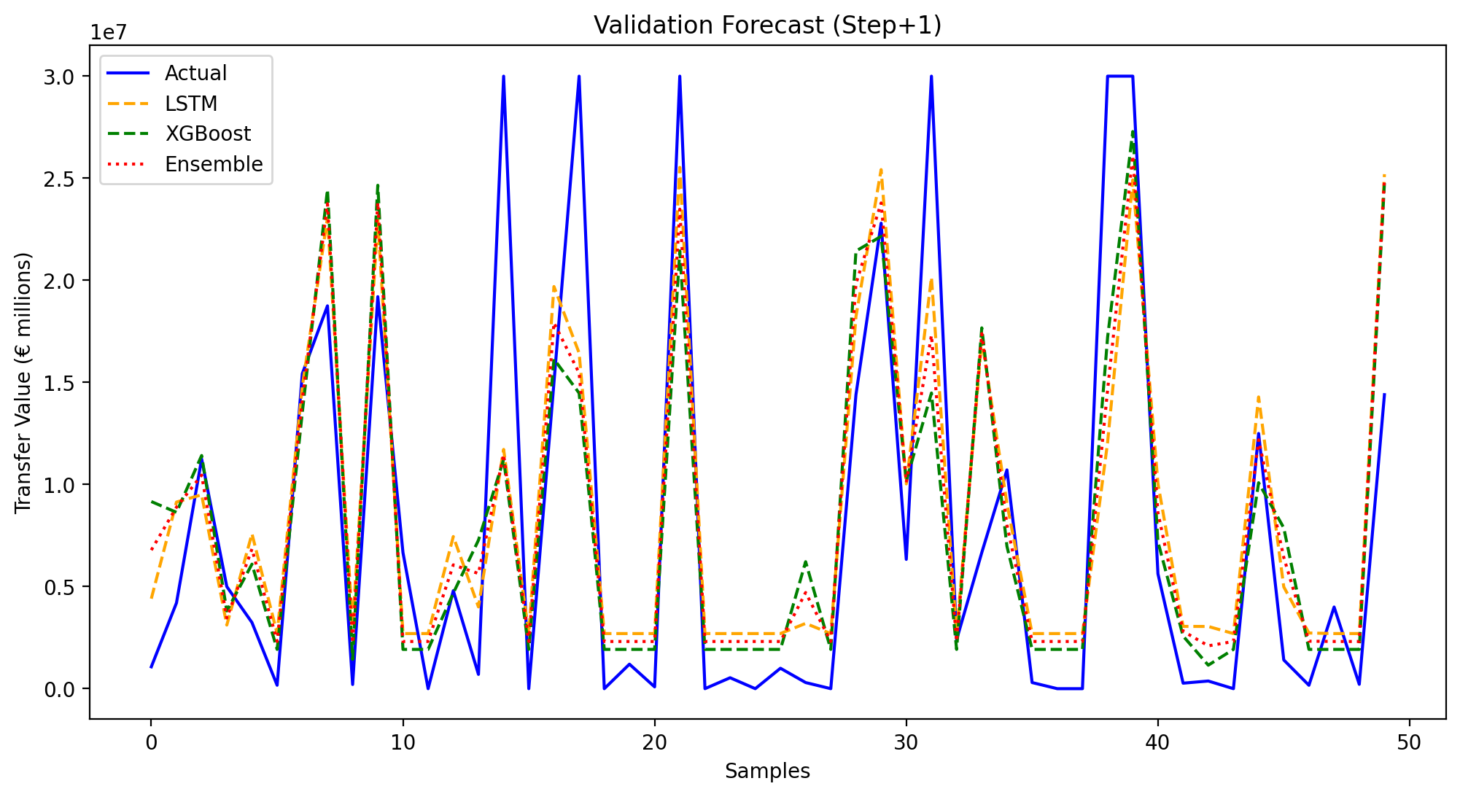 Validation Forecast (Step+1)
1e7
Actual
LSTM
XGBoost
Ensemble
Transfer Value (€ millions)
3.0
2.5
2.0
1.5
1.0
0.5
0.0
0 10 20 30 40 50
Samples